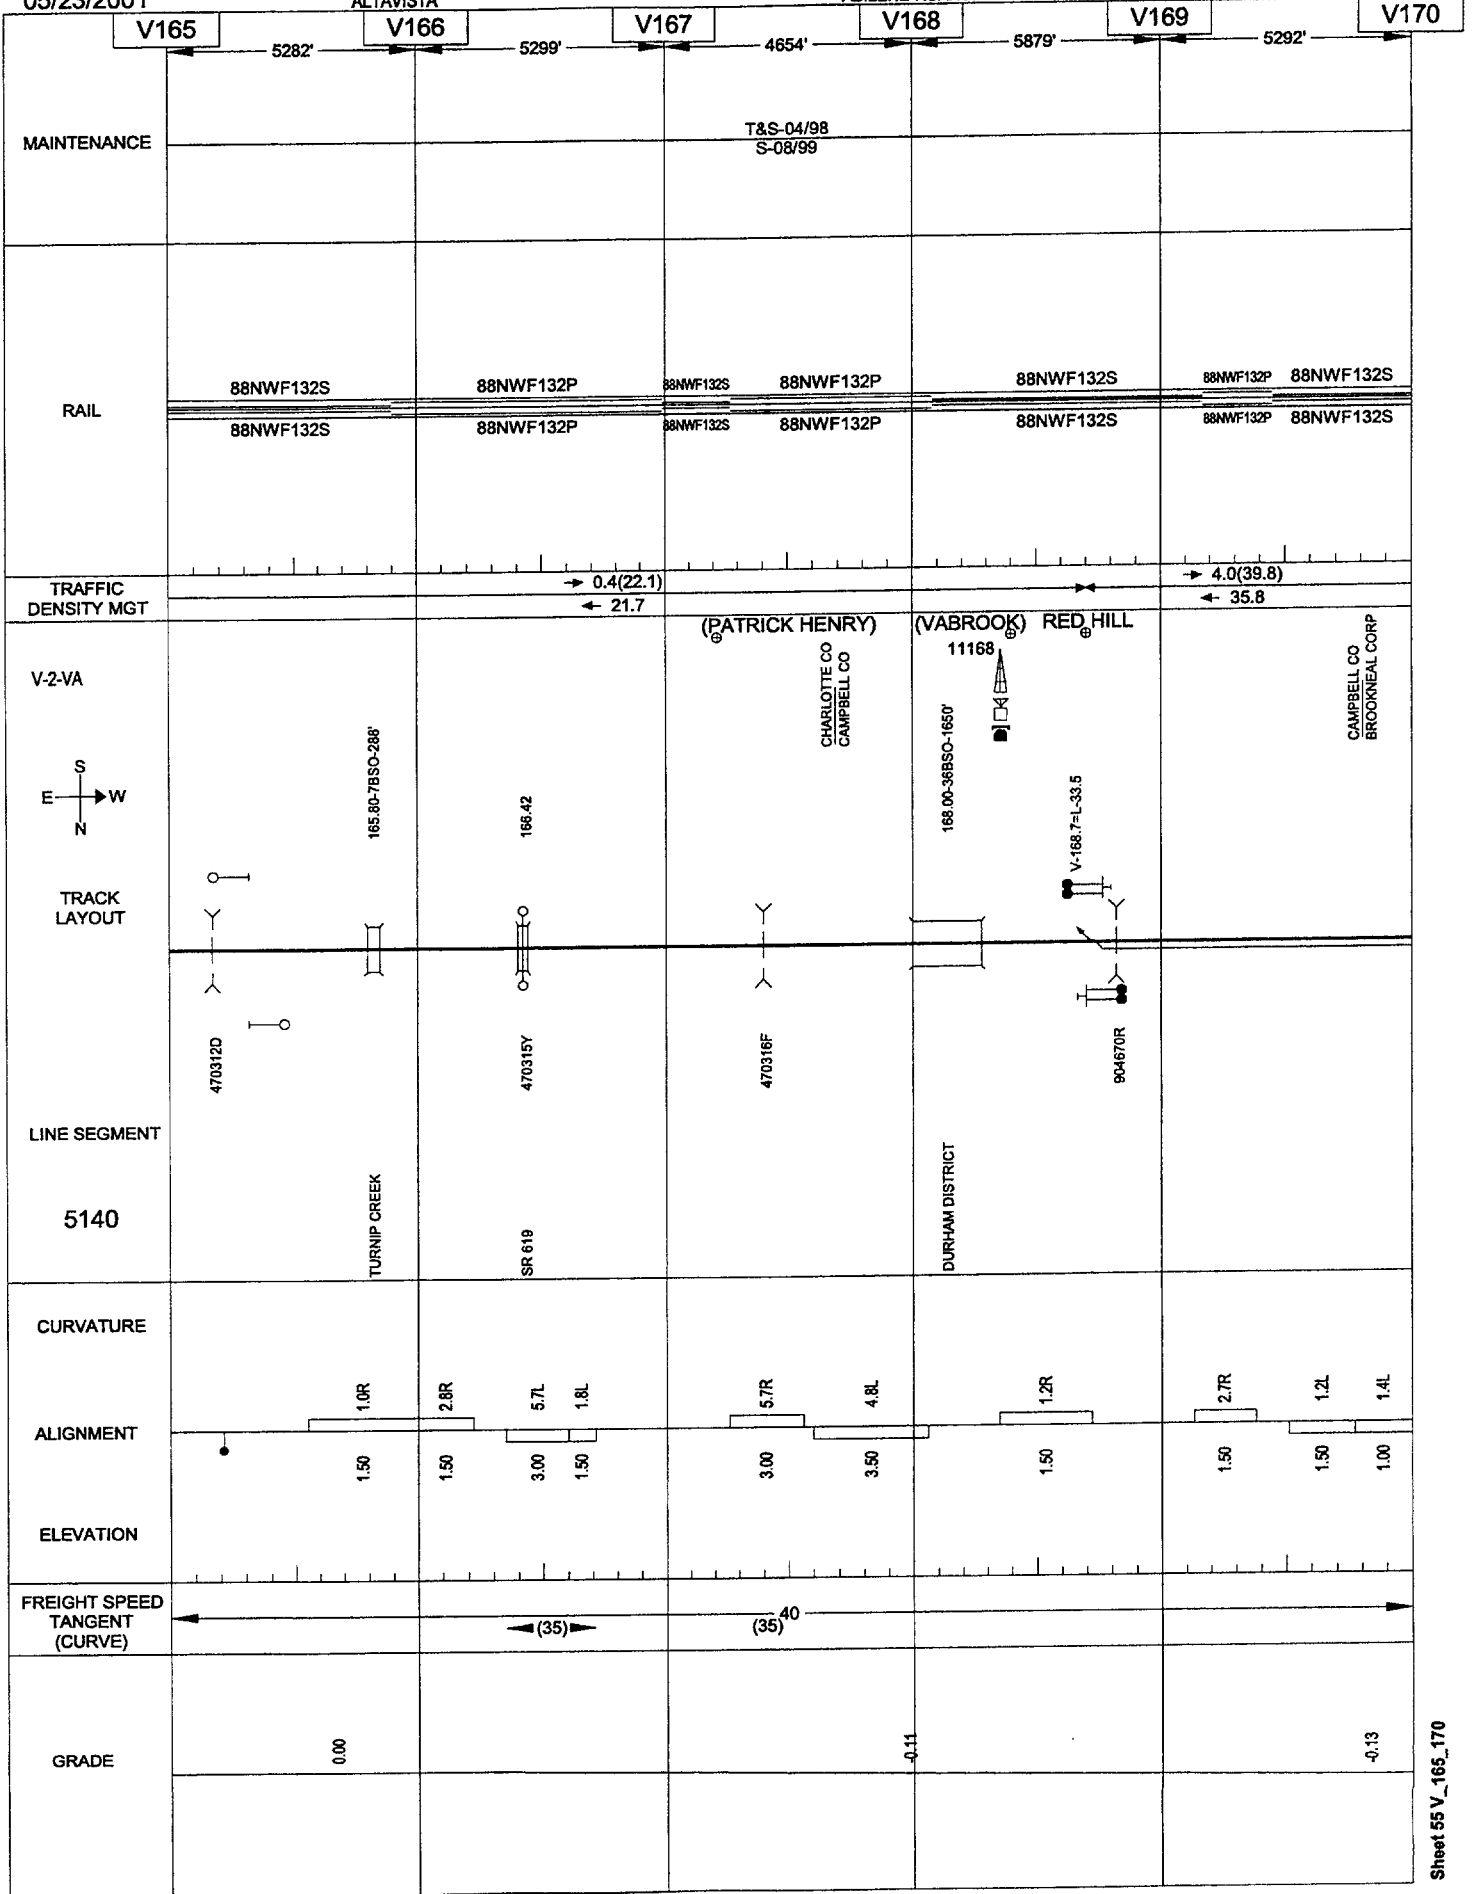 05/23/2001
ALTAVISTA
V165 V166 V167 V168 V169 V170
5282' 5299' 4654' 5879' 5292'
MAINTENANCE
T&S-04/98
S-08/99
RAIL
88NWF132S 88NWF132P 88NWF132S 88NWF132P 88NWF132S 88NWF132P 88NWF132S
88NWF132S 88NWF132P 88NWF132S 88NWF132P 88NWF132S 88NWF132P 88NWF132S
TRAFFIC
DENSITY MGT
0.4(22.1) 4.0(39.8)
21.7 35.8
(PATRICK HENRY) (VABROOK) RED HILL
11168
V-2-VA
CHARLOTTE CO
CAMPBELL CO
CAMPBELL CO
BROOKNEAL CORP
S
E W
N
165.80-7BSO-288'
166.42
168.00-36BSO-1650'
V-168.7=L-33.5
TRACK
LAYOUT
470312D
470315Y
470316F
904670R
LINE SEGMENT
5140
TURNIP CREEK
SR 619
DURHAM DISTRICT
CURVATURE
1.0R 2.8R 5.7L 1.8L 5.7R 4.8L 1.2R 2.7R 1.2L 1.4L
ALIGNMENT
1.50 1.50 3.00 1.50 3.00 3.50 1.50 1.50 1.50 1.00
ELEVATION
FREIGHT SPEED
TANGENT
(CURVE)
40
(35) (35)
GRADE
0.00 -0.11 -0.13
Sheet 55 V_165_170